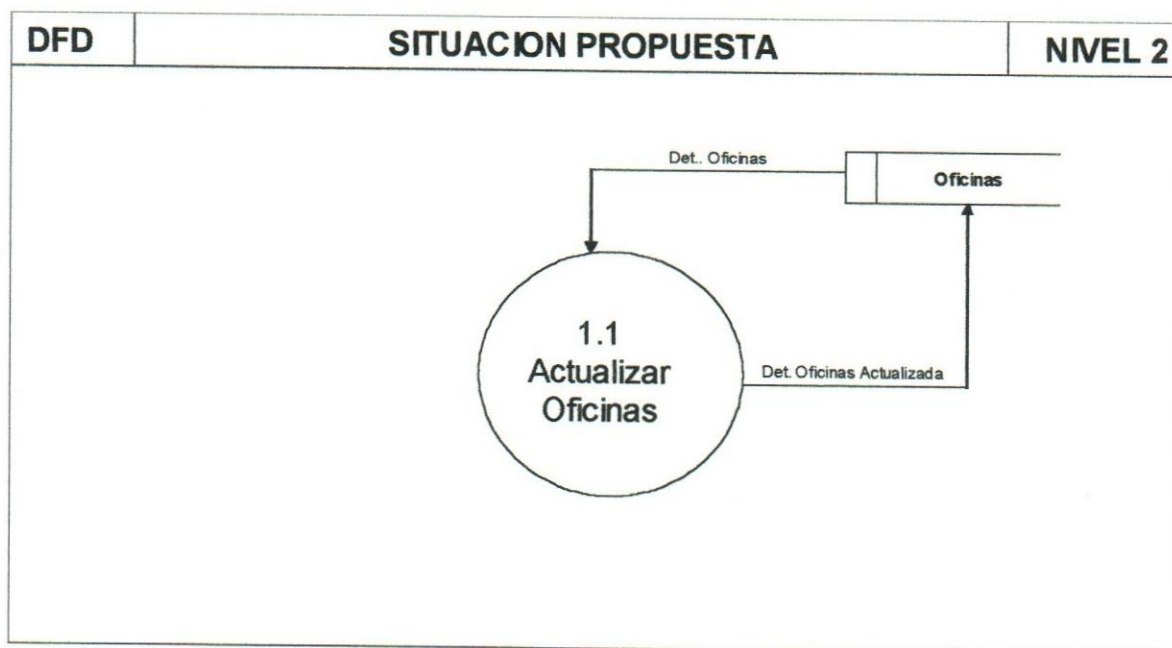 DFD
SITUACION PROPUESTA
NIVEL 2
Det.. Oficinas
Oficinas
1.1
Actualizar
Oficinas
Det. Oficinas Actualizada